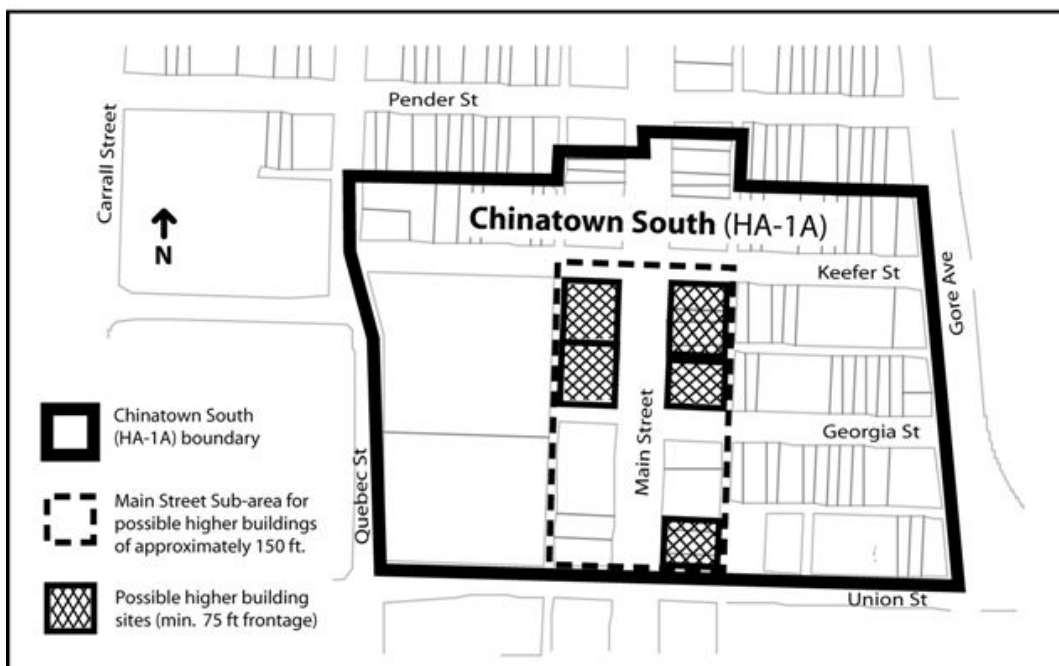 Pender St
Carrall Street
N
Chinatown South (HA-1A)
Keefer St
Gore Ave
Main Street
Georgia St
Quebec St
Union St
Chinatown South
(HA-1A) boundary
Main Street Sub-area for
possible higher buildings
of approximately 150 ft.
Possible higher building
sites (min. 75 ft frontage)